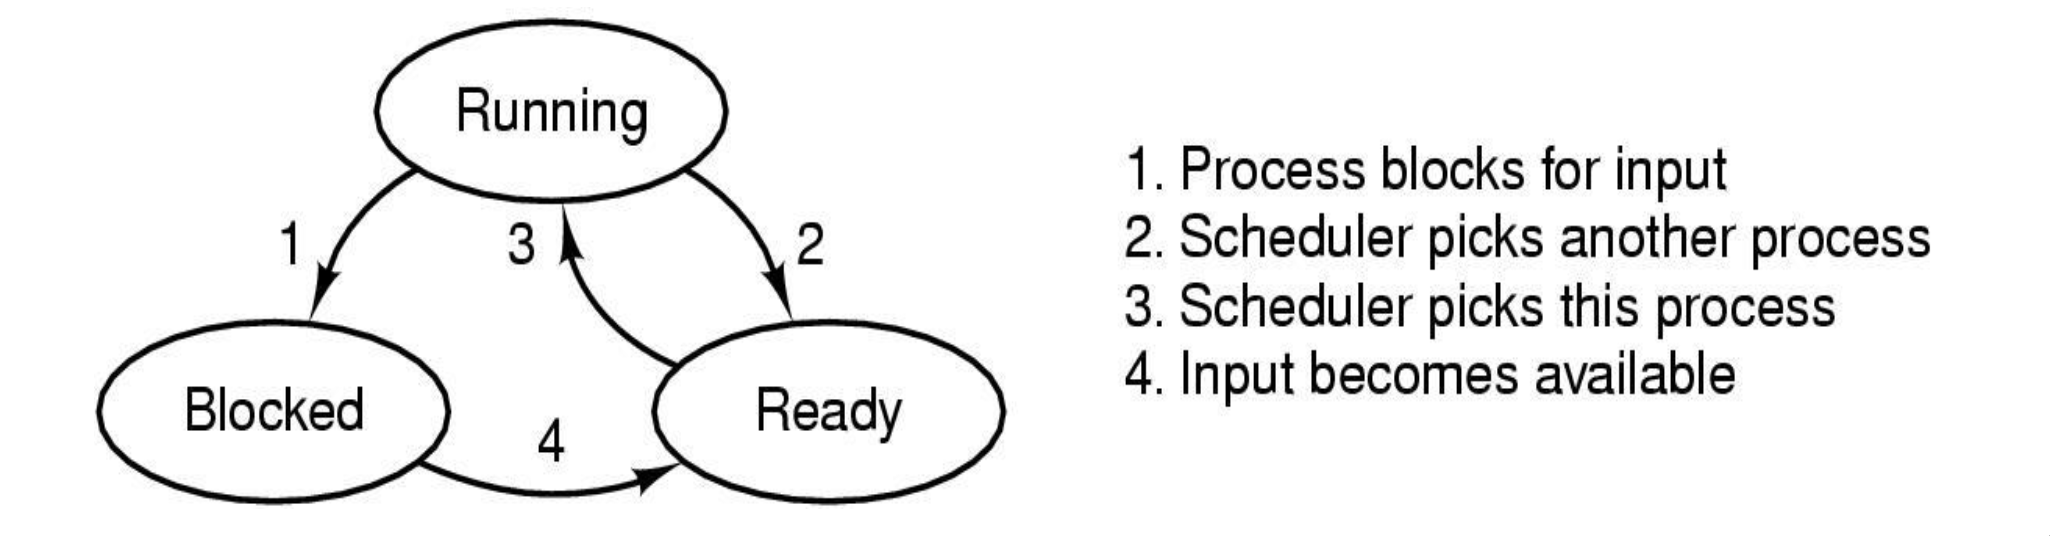 Running
1
3
2
Blocked
4
Ready
1. Process blocks for input
2. Scheduler picks another process
3. Scheduler picks this process
4. Input becomes available